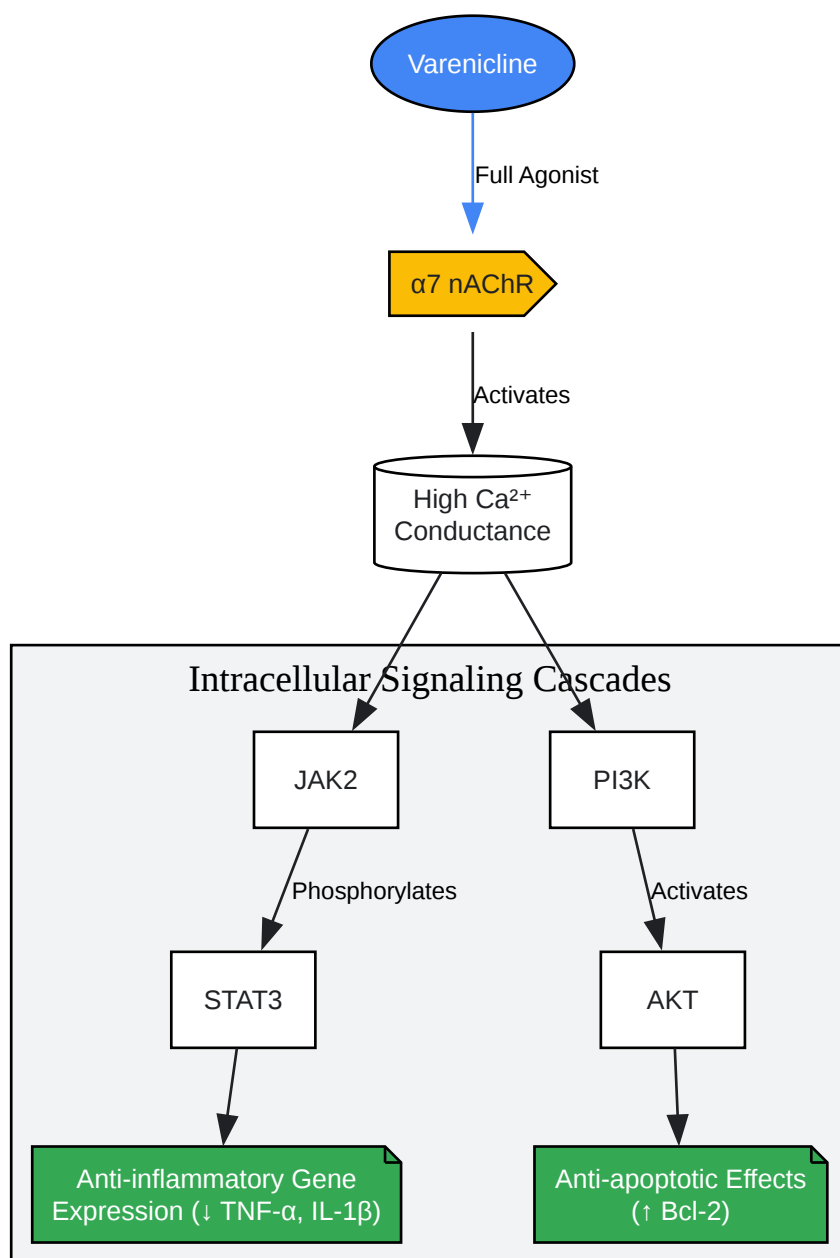 Varenicline
Full Agonist
α7 nAChR
Activates
High Ca²⁺
Conductance
Intracellular Signaling Cascades
JAK2
PI3K
Phosphorylates
Activates
STAT3
AKT
Anti-inflammatory Gene
Expression (↓ TNF-α, IL-1β)
Anti-apoptotic Effects
(↑ Bcl-2)